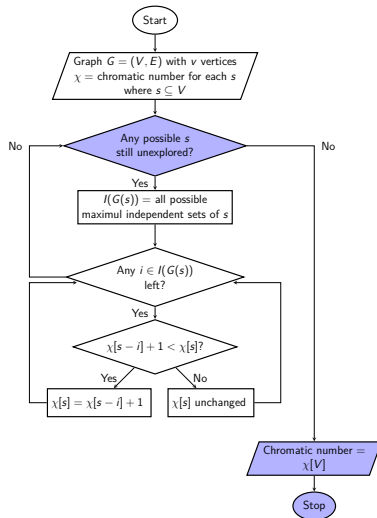 Start
Graph G = (V, E) with v vertices
χ = chromatic number for each s
where s ⊆ V
Any possible s
still unexplored?
No
No
Yes
I(G(s)) = all possible
maximul independent sets of s
Any i ∈ I(G(s))
left?
Yes
χ[s − i] + 1 < χ[s]?
Yes
No
χ[s] = χ[s − i] + 1
χ[s] unchanged
Chromatic number =
χ[V]
Stop